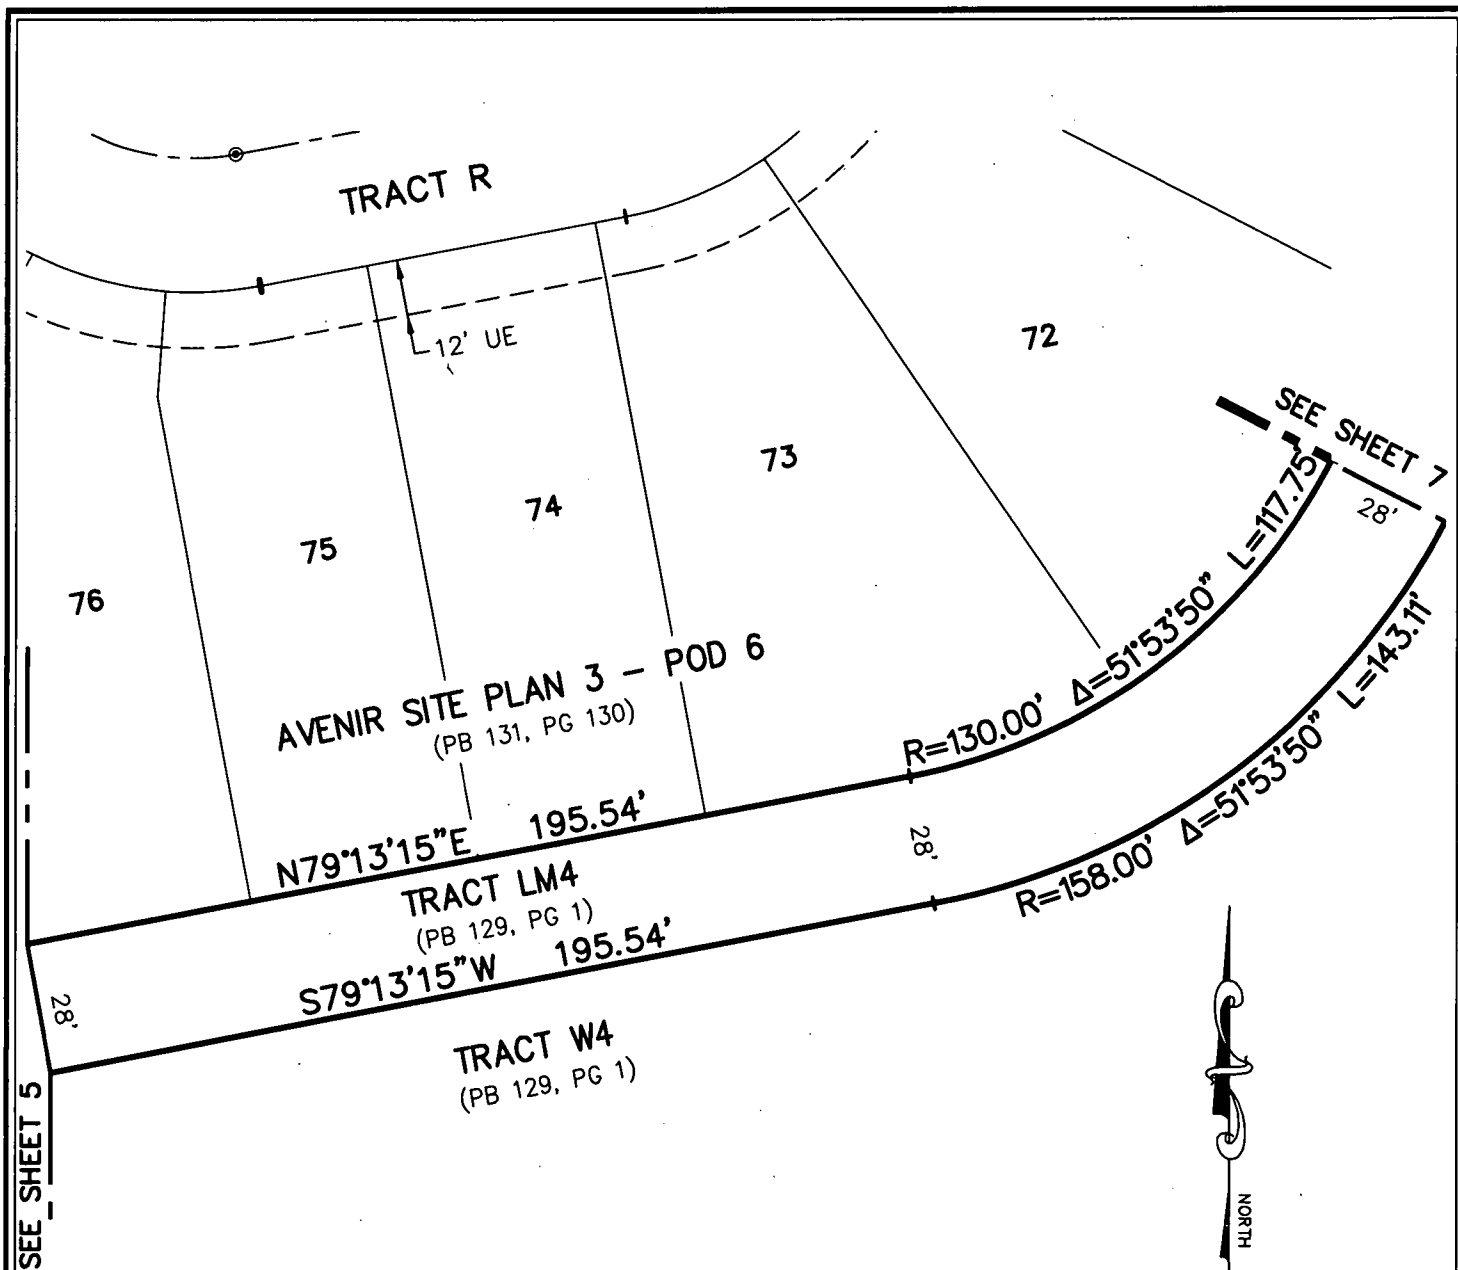 TRACT R
12' UE
72
SEE SHEET 7
28'
73
74
75
76
L=117.75'
Δ=51°53'50"
R=130.00'
AVENIR SITE PLAN 3 - POD 6
(PB 131, PG 130)
N79°13'15"E 195.54'
TRACT LM4
(PB 129, PG 1)
S79°13'15"W 195.54'
28'
28'
L=143.11'
Δ=51°53'50"
R=158.00'
TRACT W4
(PB 129, PG 1)
SEE SHEET 5
NORTH